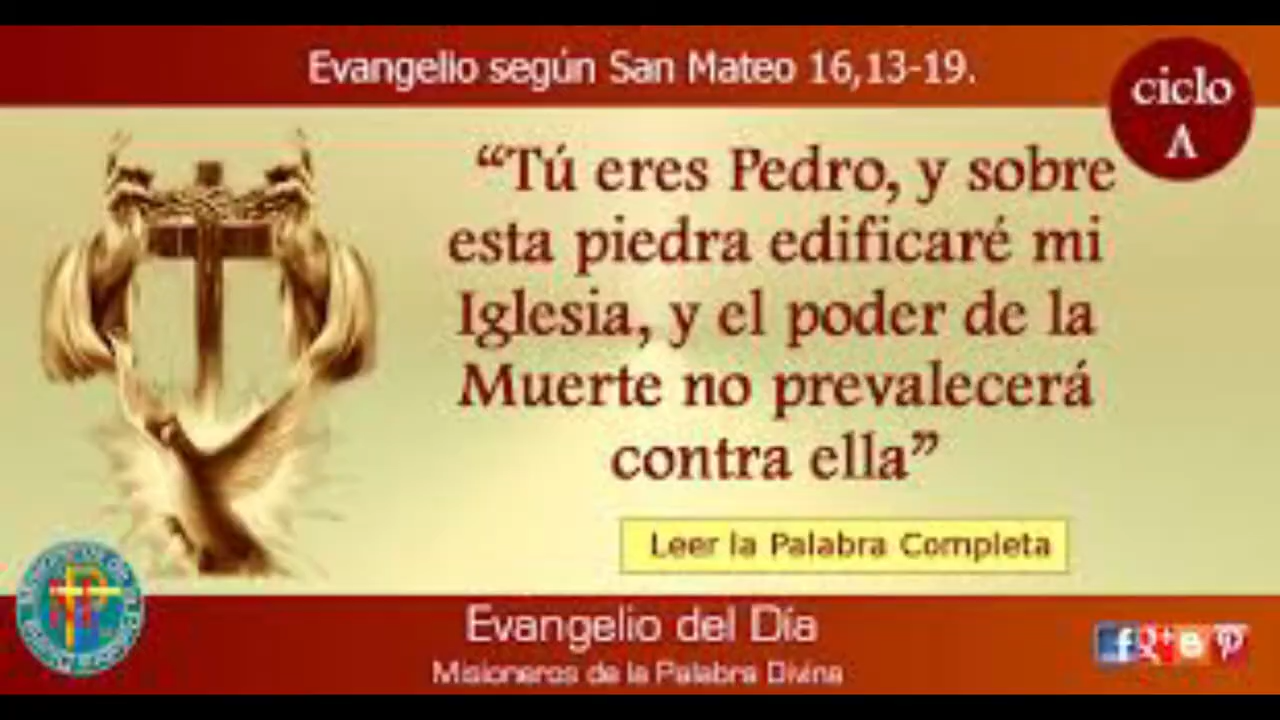 Evangelio según San Mateo 16,13-19.
ciclo
A
“Tú eres Pedro, y sobre
esta piedra edificaré mi
Iglesia, y el poder de la
Muerte no prevalecerá
contra ella”
Leer la Palabra Completa
Evangelio del Día
Misioneros de la Palabra Divina